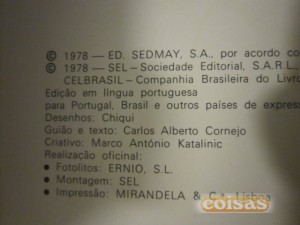 © 1978 — ED. SEDMAY, S.A., por acordo co
© 1978 — SEL – Sociedade Editorial, S.A.R.L.,
CELBRASIL – Companhia Brasileira do Livro
Edição em língua portuguesa
para Portugal, Brasil e outros países de expres
Desenhos: Chiqui
Guião e texto: Carlos Alberto Cornejo
Criativo: Marco António Katalinic
Realização oficinal:
• Fotolitos: ERNIO, S.L.
• Montagem: SEL
• Impressão: MIRANDELA & C.ª Lisboa
coisas